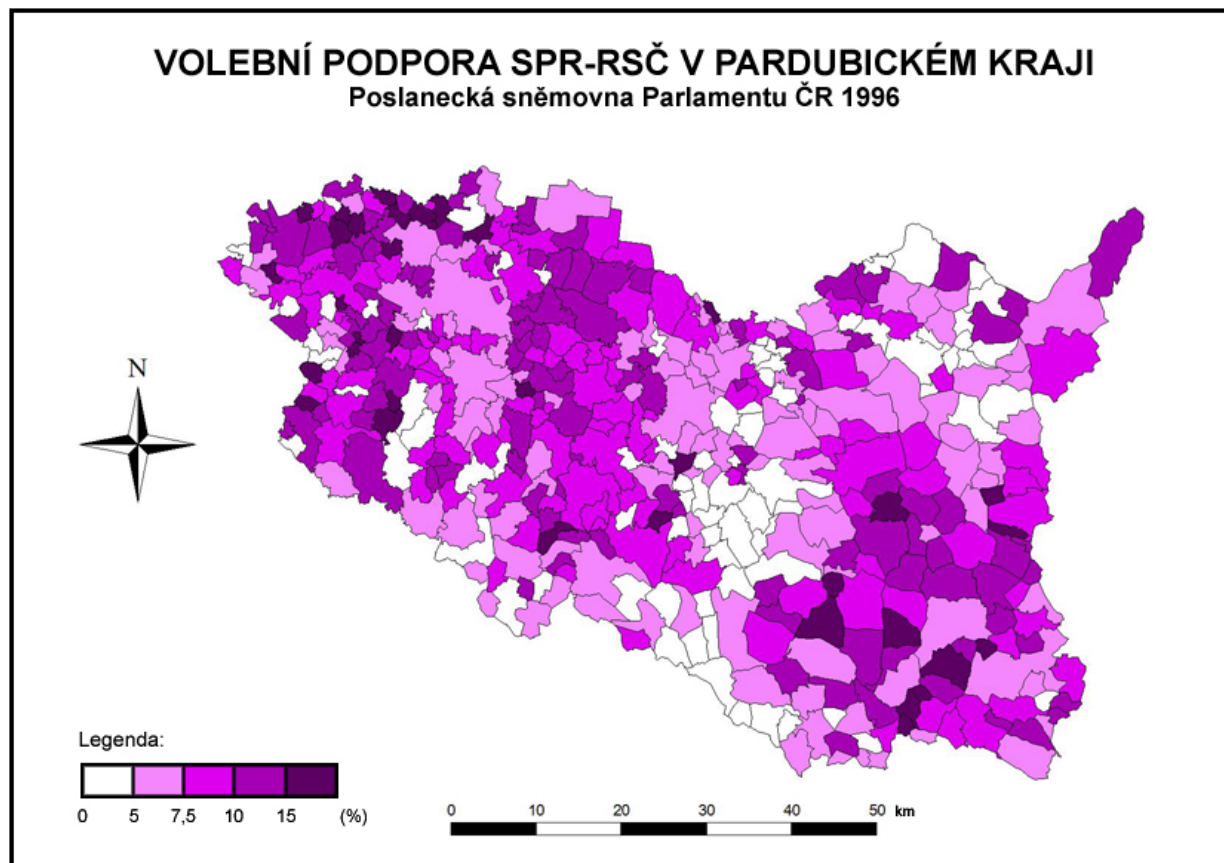 VOLEBNÍ PODPORA SPR-RSČ V PARDUBICKÉM KRAJI
Poslanecká sněmovna Parlamentu ČR 1996
N
Legenda:
0 5 7,5 10 15 (%)
0 10 20 30 40 50 km